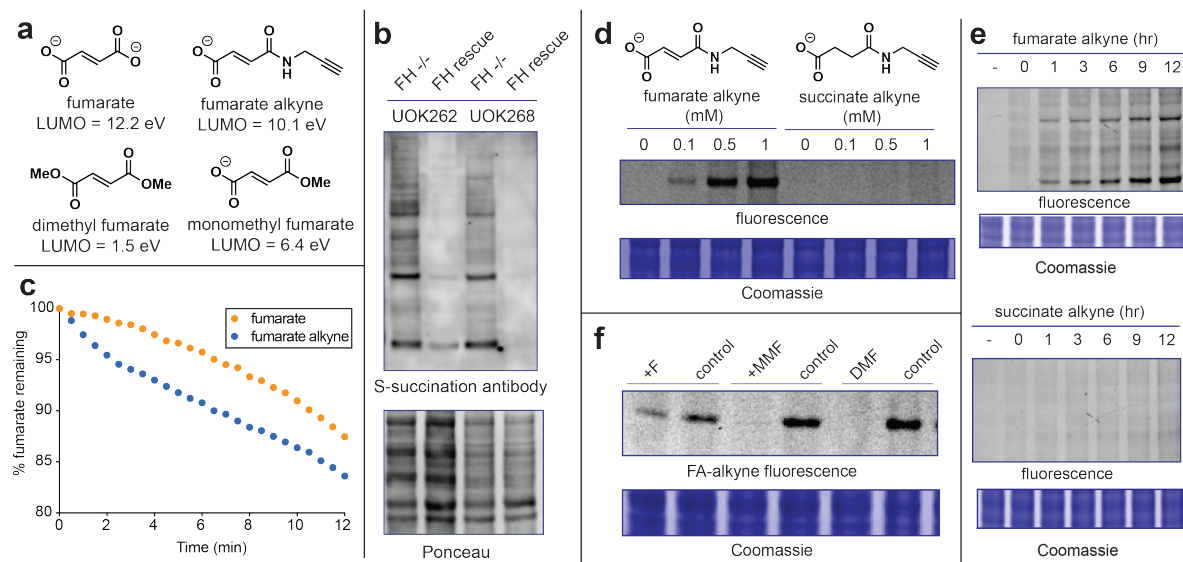 a
O
⊖
O
O
O
⊖
fumarate
LUMO = 12.2 eV
O
⊖
O
O
N
H
fumarate alkyne
LUMO = 10.1 eV
MeO
O
O
OMe
dimethyl fumarate
LUMO = 1.5 eV
O
⊖
O
O
OMe
monomethyl fumarate
LUMO = 6.4 eV
b
FH -/- FH rescue FH -/- FH rescue
UOK262 UOK268
S-succination antibody
Ponceau
c
fumarate
fumarate alkyne
% fumarate remaining
100
95
90
85
80
0 2 4 6 8 10 12
Time (min)
d
O
⊖
O
O
N
H
O
⊖
O
O
N
H
fumarate alkyne succinate alkyne
(mM) (mM)
0 0.1 0.5 1 0 0.1 0.5 1
fluorescence
Coomassie
e
fumarate alkyne (hr)
- 0 1 3 6 9 12
fluorescence
Coomassie
succinate alkyne (hr)
- 0 1 3 6 9 12
fluorescence
Coomassie
f
+F control +MMF control DMF control
FA-alkyne fluorescence
Coomassie